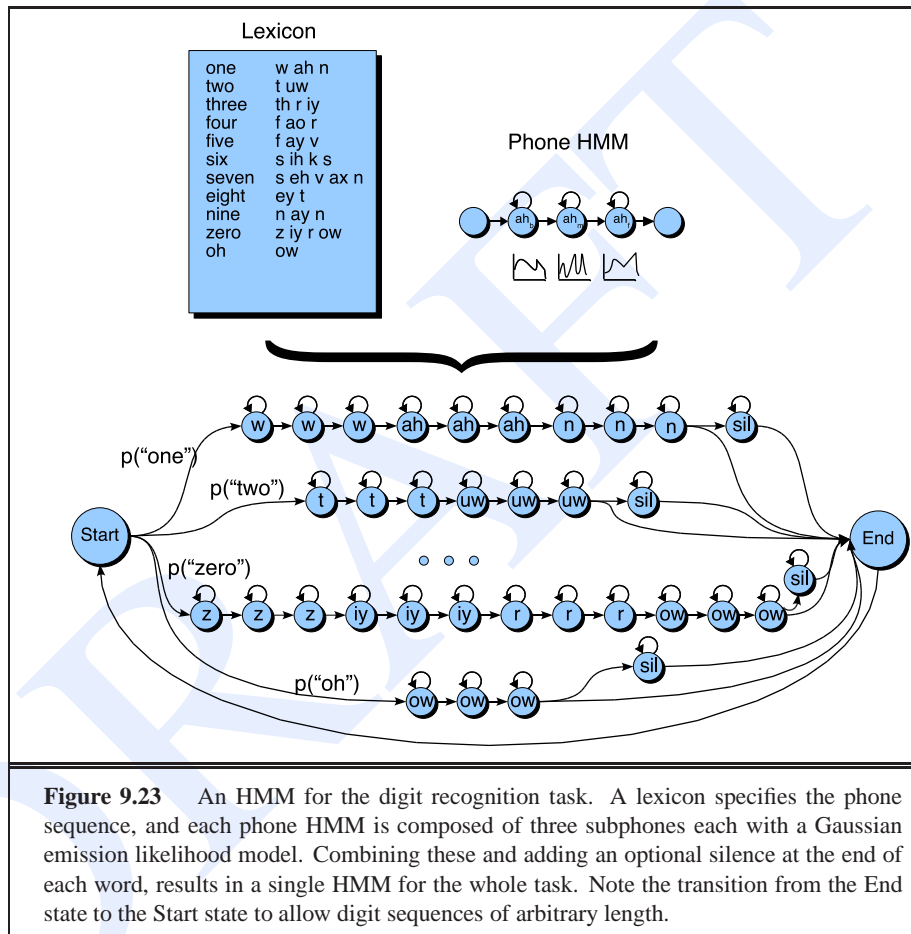 Lexicon
one w ah n
two t uw
three th r iy
four f ao r
five f ay v
six s ih k s
seven s eh v ax n
eight ey t
nine n ay n
zero z iy r ow
oh ow
Phone HMM
ah b ah m ah f
w w w ah ah ah n n n sil
p("one")
p("two")
t t t uw uw uw sil
Start
End
p("zero")
sil
z z z iy iy iy r r r ow ow ow
sil
p("oh")
ow ow ow
DRAFT
Figure 9.23 An HMM for the digit recognition task. A lexicon specifies the phone
sequence, and each phone HMM is composed of three subphones each with a Gaussian
emission likelihood model. Combining these and adding an optional silence at the end of
each word, results in a single HMM for the whole task. Note the transition from the End
state to the Start state to allow digit sequences of arbitrary length.